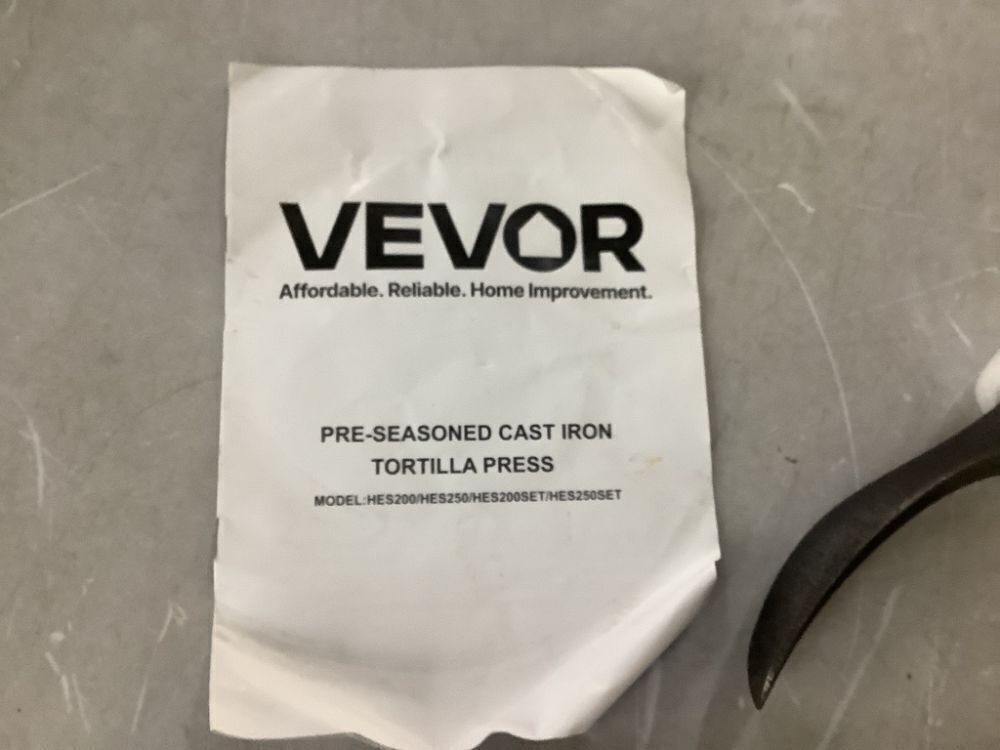 VEVOR
Affordable. Reliable. Home Improvement.
PRE-SEASONED CAST IRON
TORTILLA PRESS
MODEL:HES200/HES250/HES200SET/HES250SET